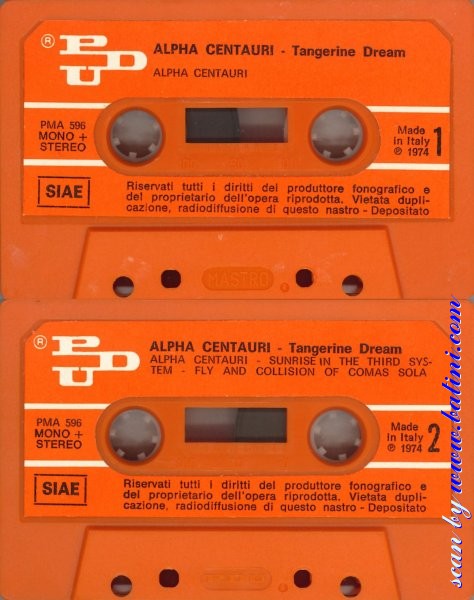 ® PDU
ALPHA CENTAURI - Tangerine Dream
ALPHA CENTAURI
PMA 596
MONO +
STEREO
Made
in Italy
℗ 1974
1
SIAE
Riservati tutti i diritti del produttore fonografico e
del proprietario dell'opera riprodotta. Vietata dupli-
cazione, radiodiffusione di questo nastro - Depositato
MASTRO
® PDU
ALPHA CENTAURI - Tangerine Dream
ALPHA CENTAURI - SUNRISE IN THE THIRD SYS-
TEM - FLY AND COLLISION OF COMAS SOLA
PMA 596
MONO +
STEREO
Made
in Italy
℗ 1974
2
SIAE
Riservati tutti i diritti del produttore fonografico e
del proprietario dell'opera riprodotta. Vietata dupli-
cazione, radiodiffusione di questo nastro - Depositato
scan by www.batini.com